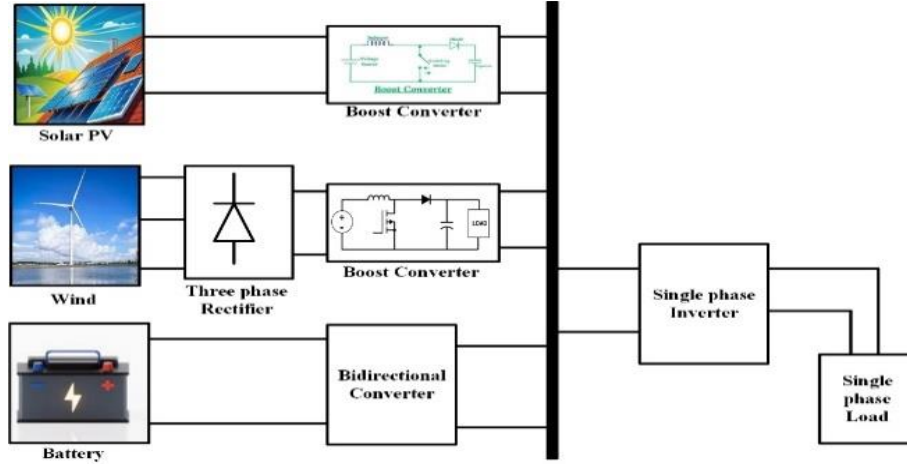 Boost Converter
Boost Converter
Solar PV
LOAD
Boost Converter
Wind
Three phase
Rectifier
Single phase
Inverter
Bidirectional
Converter
Single
phase
Load
Battery